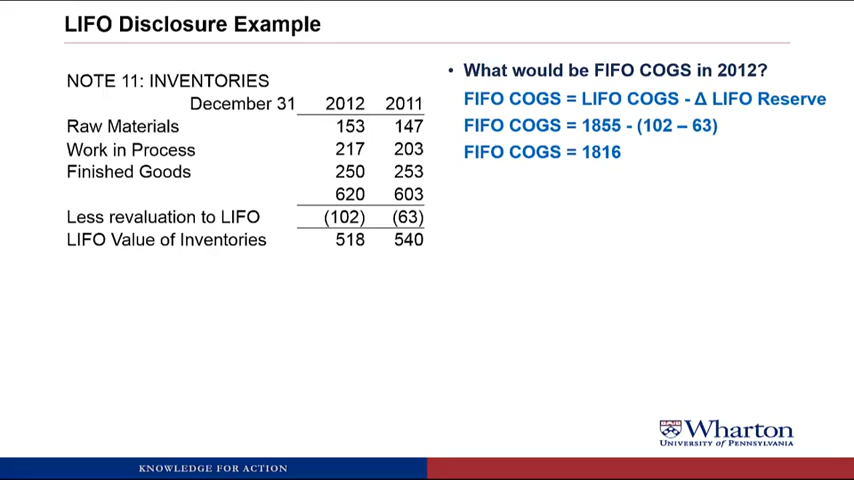 LIFO Disclosure Example
NOTE 11: INVENTORIES
December 31 2012 2011
Raw Materials 153 147
Work in Process 217 203
Finished Goods 250 253
620 603
Less revaluation to LIFO (102) (63)
LIFO Value of Inventories 518 540
• What would be FIFO COGS in 2012?
FIFO COGS = LIFO COGS - Δ LIFO Reserve
FIFO COGS = 1855 - (102 – 63)
FIFO COGS = 1816
Wharton
UNIVERSITY of PENNSYLVANIA
KNOWLEDGE FOR ACTION